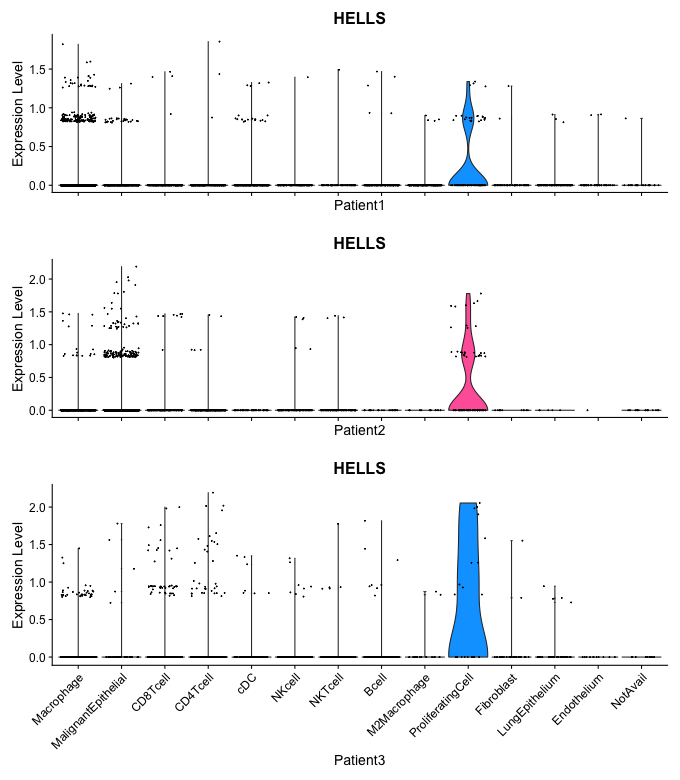 HELLS
Expression Level
1.5
1.0
0.5
0.0
Patient1
HELLS
Expression Level
2.0
1.5
1.0
0.5
0.0
Patient2
HELLS
Expression Level
2.0
1.5
1.0
0.5
0.0
Macrophage
MalignantEpithelial
CD8Tcell
CD4Tcell
cDC
NKcell
NKTcell
Bcell
M2Macrophage
ProliferatingCell
Fibroblast
LungEpithelium
Endothelium
NotAvail
Patient3